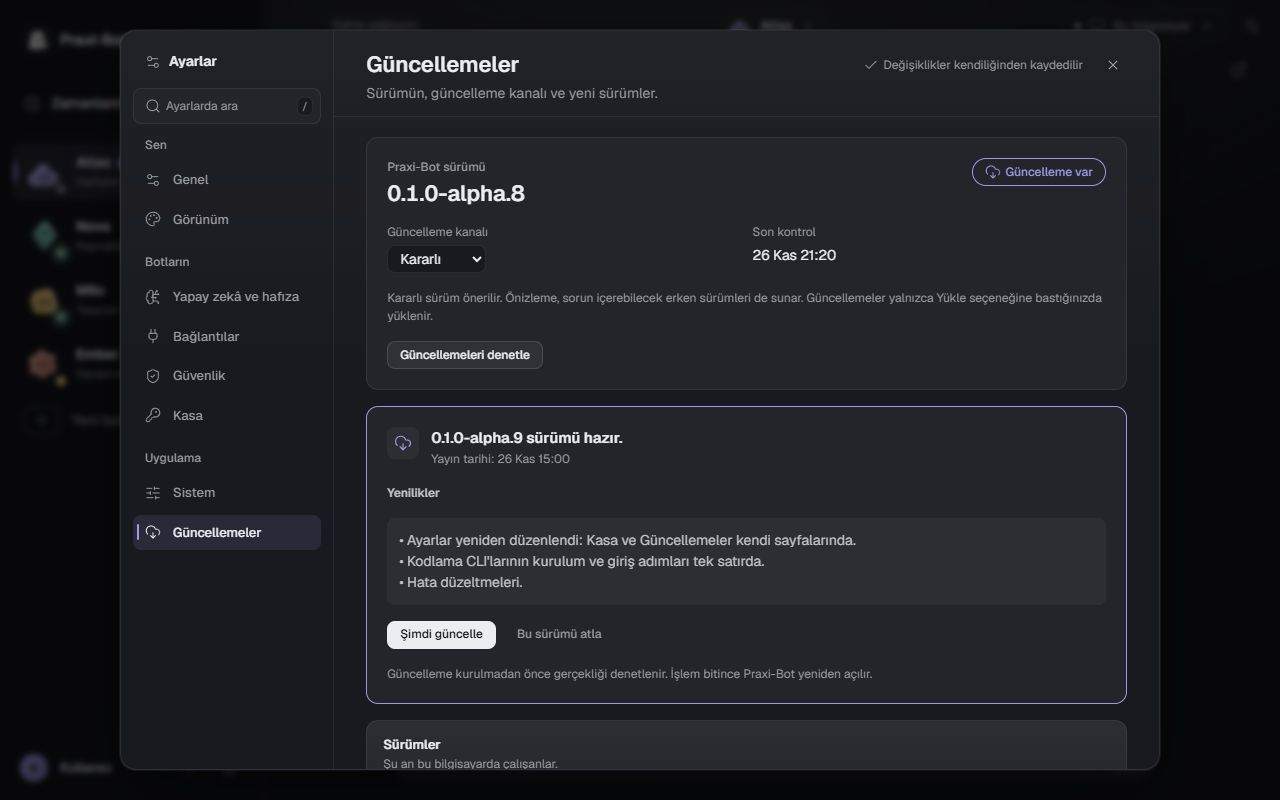 Ayarlar
Ayarlarda ara
/
Sen
Genel
Görünüm
Botların
Yapay zekâ ve hafıza
Bağlantılar
Güvenlik
Kasa
Uygulama
Sistem
Güncellemeler
Güncellemeler
Değişiklikler kendiliğinden kaydedilir
Sürümün, güncelleme kanalı ve yeni sürümler.
Praxi-Bot sürümü
0.1.0-alpha.8
Güncelleme var
Güncelleme kanalı
Kararlı
Son kontrol
26 Kas 21:20
Kararlı sürüm önerilir. Önizleme, sorun içerebilecek erken sürümleri de sunar. Güncellemeler yalnızca Yükle seçeneğine bastığınızda
yüklenir.
Güncellemeleri denetle
0.1.0-alpha.9 sürümü hazır.
Yayın tarihi: 26 Kas 15:00
Yenilikler
• Ayarlar yeniden düzenlendi: Kasa ve Güncellemeler kendi sayfalarında.
• Kodlama CLI'larının kurulum ve giriş adımları tek satırda.
• Hata düzeltmeleri.
Şimdi güncelle
Bu sürümü atla
Güncelleme kurulmadan önce gerçekliği denetlenir. İşlem bitince Praxi-Bot yeniden açılır.
Sürümler
Şu an bu bilgisayarda çalışanlar.